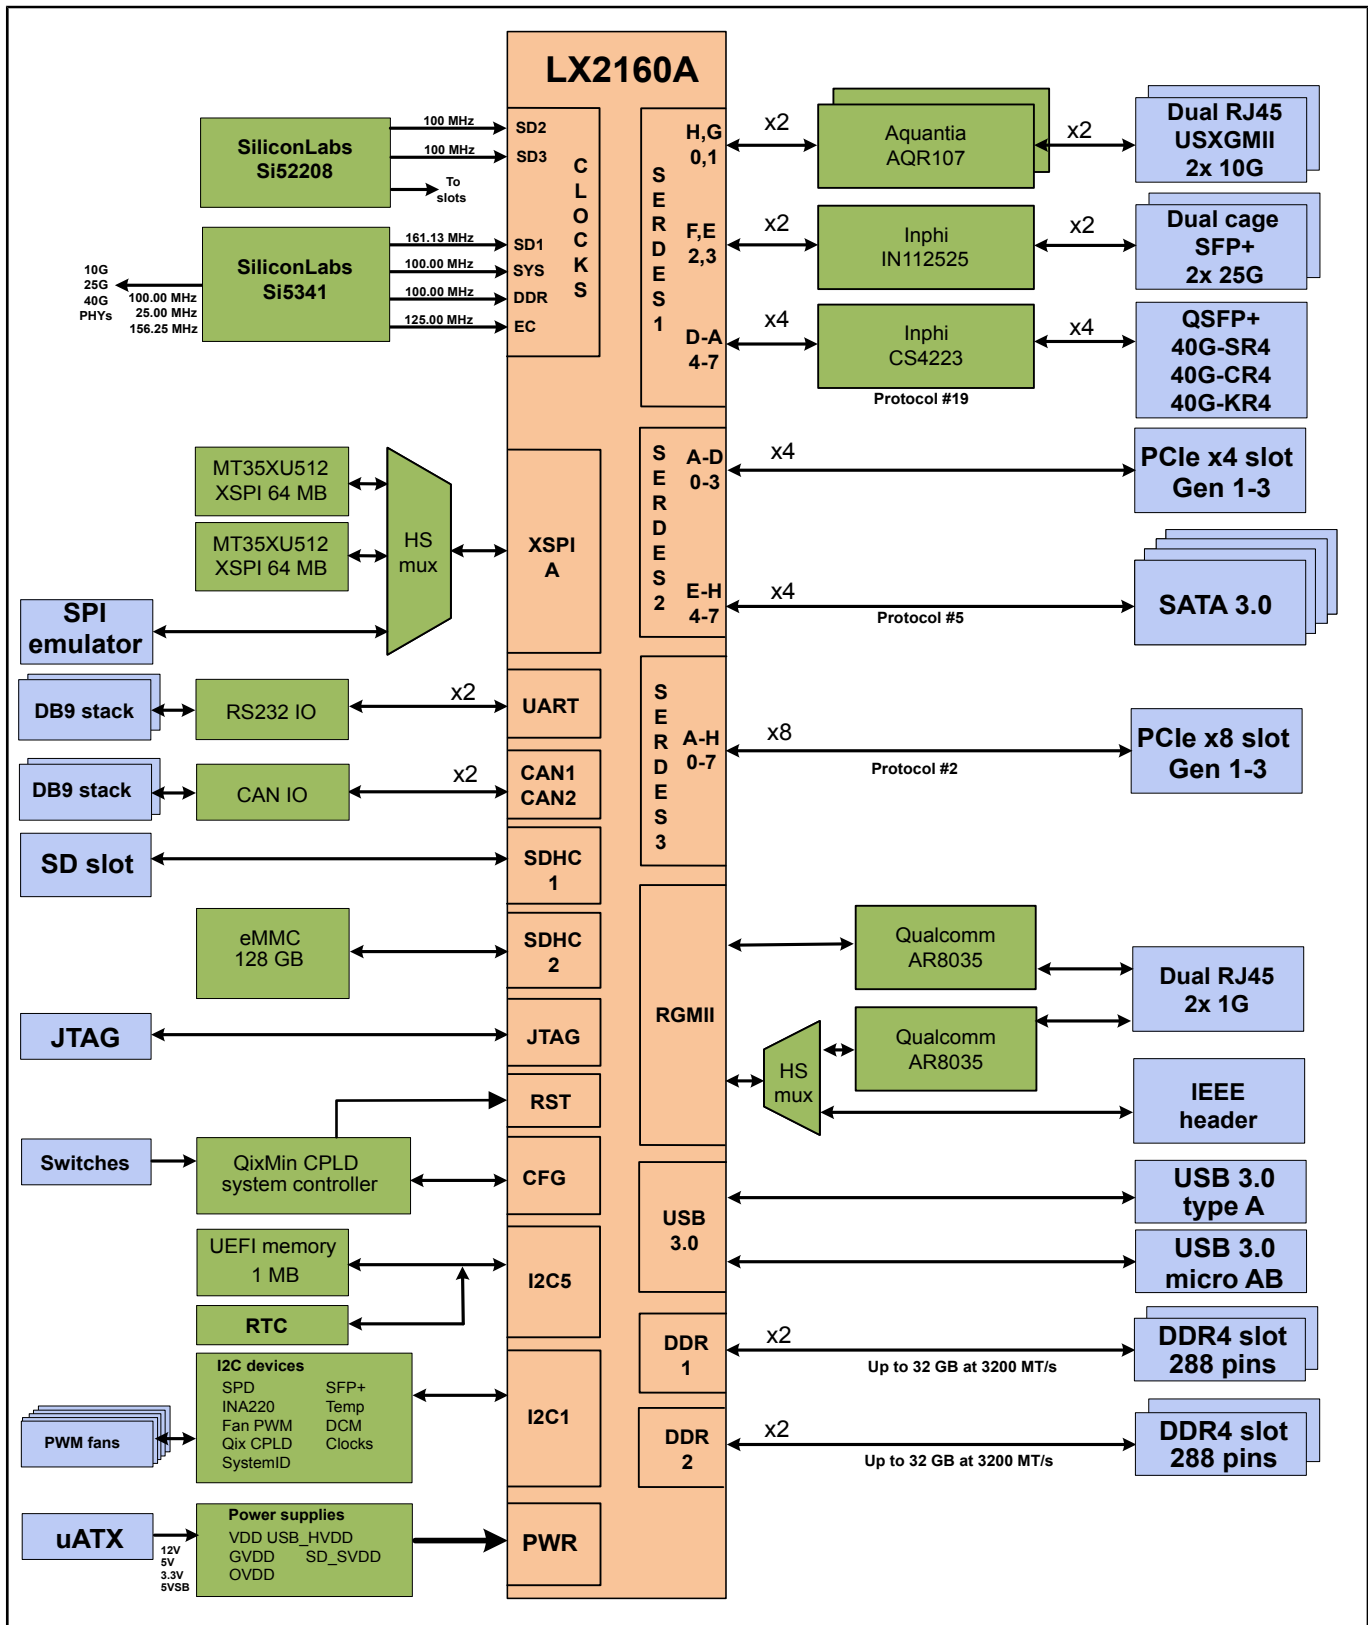 LX2160A
SiliconLabs
Si52208
100 MHz
100 MHz
To
slots
SD2
SD3
SiliconLabs
Si5341
161.13 MHz
100.00 MHz
100.00 MHz
125.00 MHz
SD1
SYS
DDR
EC
CLOCKS
10G
25G
40G
PHYs
100.00 MHz
25.00 MHz
156.25 MHz
SERDES1
H,G
0,1
x2
Aquantia
AQR107
x2
Dual RJ45
USXGMII
2x 10G
F,E
2,3
x2
Inphi
IN112525
x2
Dual cage
SFP+
2x 25G
D-A
4-7
x4
Inphi
CS4223
Protocol #19
x4
QSFP+
40G-SR4
40G-CR4
40G-KR4
MT35XU512
XSPI 64 MB
MT35XU512
XSPI 64 MB
HS
mux
XSPI
A
SPI
emulator
SERDES2
A-D
0-3
x4
PCIe x4 slot
Gen 1-3
E-H
4-7
x4
Protocol #5
SATA 3.0
DB9 stack
RS232 IO
x2
UART
DB9 stack
CAN IO
x2
CAN1
CAN2
SERDES3
A-H
0-7
x8
Protocol #2
PCIe x8 slot
Gen 1-3
SD slot
SDHC
1
eMMC
128 GB
SDHC
2
JTAG
JTAG
RGMII
Qualcomm
AR8035
Qualcomm
AR8035
HS
mux
Dual RJ45
2x 1G
IEEE
header
RST
Switches
QixMin CPLD
system controller
CFG
UEFI memory
1 MB
RTC
I2C5
USB
3.0
USB 3.0
type A
USB 3.0
micro AB
PWM fans
I2C devices
SPD SFP+
INA220 Temp
Fan PWM DCM
Qix CPLD Clocks
SystemID
I2C1
DDR
1
x2
Up to 32 GB at 3200 MT/s
DDR4 slot
288 pins
DDR
2
x2
Up to 32 GB at 3200 MT/s
DDR4 slot
288 pins
uATX
12V
5V
3.3V
5VSB
Power supplies
VDD USB_HVDD
GVDD SD_SVDD
OVDD
PWR